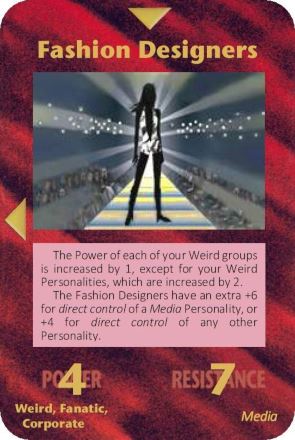 Fashion Designers
The Power of each of your Weird groups
is increased by 1, except for your Weird
Personalities, which are increased by 2.
The Fashion Designers have an extra +6
for direct control of a Media Personality, or
+4 for direct control of any other
Personality.
POWER 4 RESISTANCE 7
Weird, Fanatic,
Corporate
Media